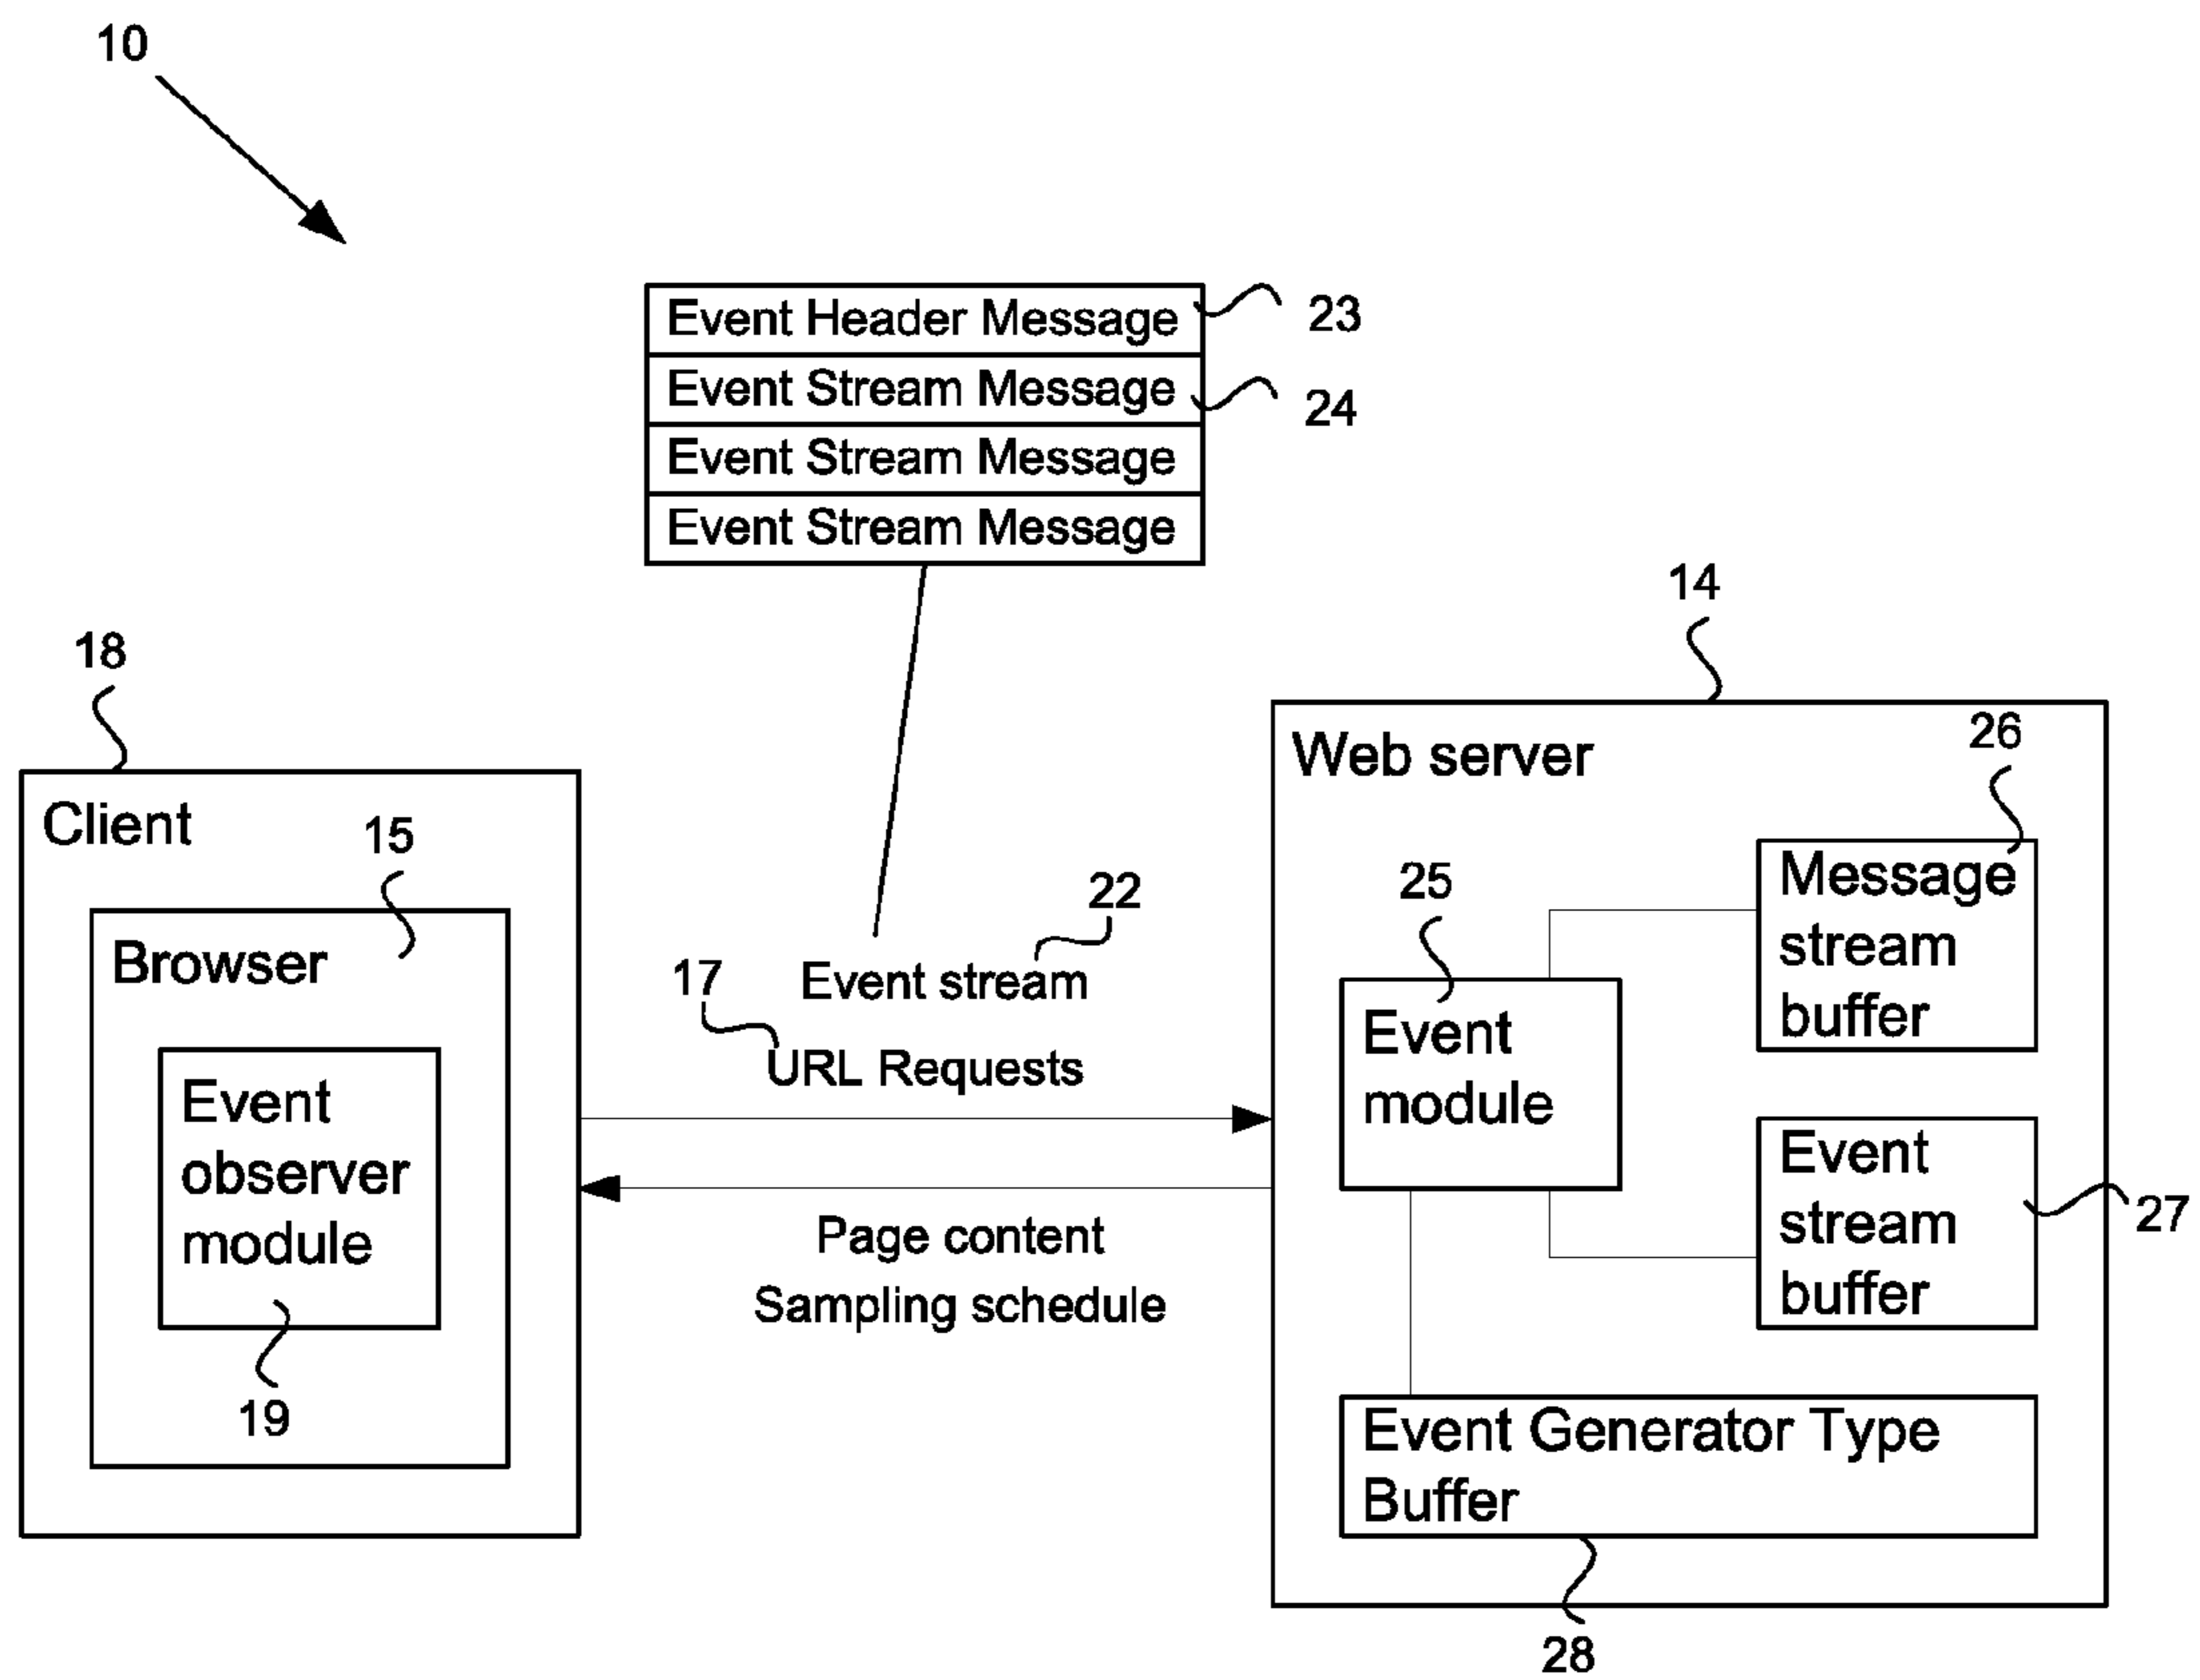 10
Event Header Message
23
Event Stream Message
24
Event Stream Message
Event Stream Message
14
18
Web server
26
Client
15
Message
stream
buffer
25
22
Browser
17
Event stream
Event
module
URL Requests
Event
observer
module
Event
stream
buffer
27
Page content
Sampling schedule
19
Event Generator Type
Buffer
28